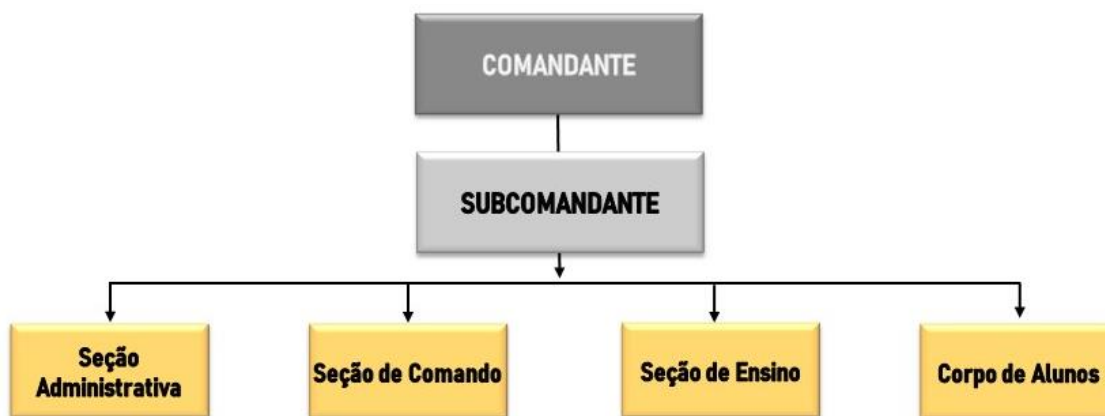 COMANDANTE
SUBCOMANDANTE
Seção
Administrativa
Seção de Comando
Seção de Ensino
Corpo de Alunos